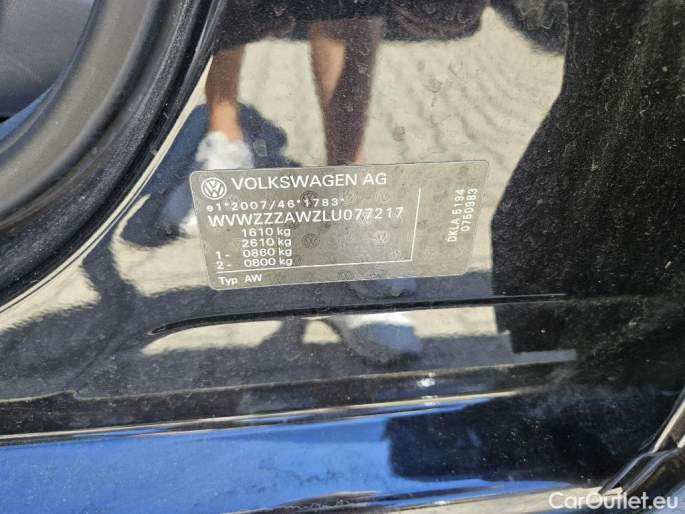 VOLKSWAGEN AG
e1*2007/46*1783*
WVWZZZAWZLU077217
1610 kg
2610 kg
1- 0860 kg
2- 0800 kg
Typ AW
DKLA 5194
0760983
CarOutlet.eu